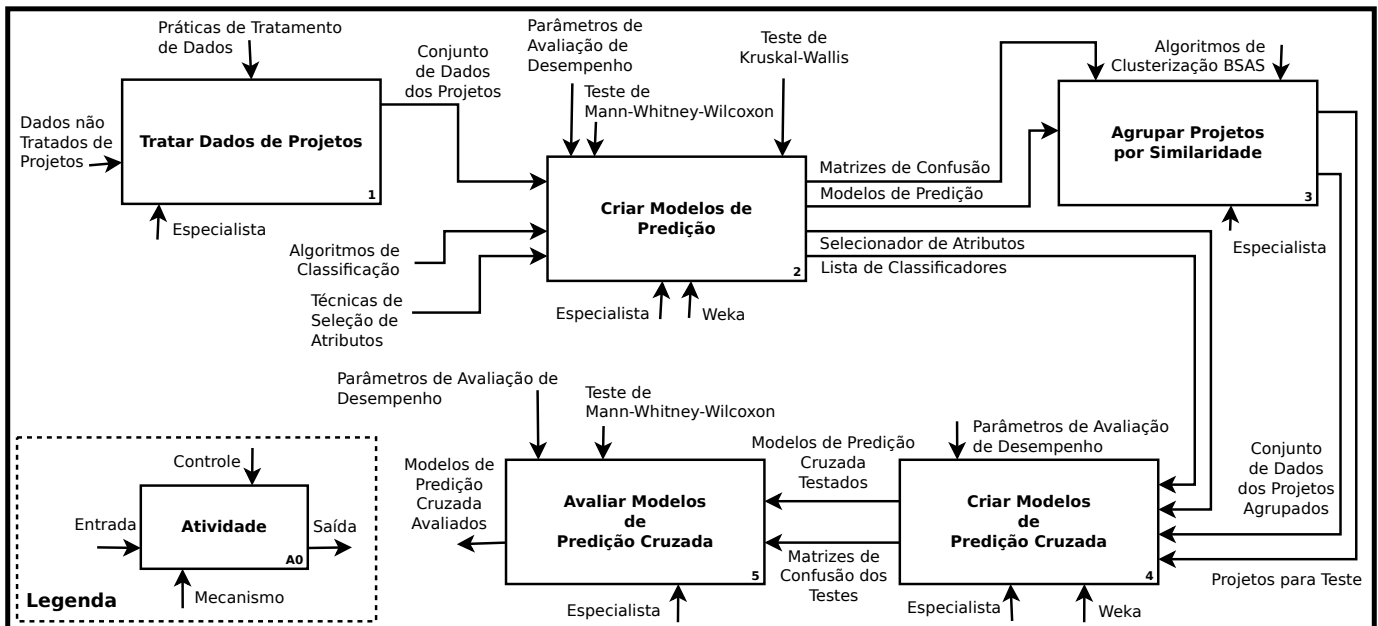 Práticas de Tratamento
de Dados
Dados não
Tratados de
Projetos
Tratar Dados de Projetos
1
Especialista
Conjunto
de Dados
dos Projetos
Parâmetros de
Avaliação de
Desempenho
Teste de
Mann-Whitney-Wilcoxon
Teste de
Kruskal-Wallis
Algoritmos de
Classificação
Técnicas de
Seleção de
Atributos
Criar Modelos de
Predição
2
Especialista
Weka
Matrizes de Confusão
Modelos de Predição
Selecionador de Atributos
Lista de Classificadores
Algoritmos de
Clusterização BSAS
Agrupar Projetos
por Similaridade
3
Especialista
Conjunto
de Dados
dos Projetos
Agrupados
Projetos para Teste
Parâmetros de Avaliação
de Desempenho
Criar Modelos
de
Predição Cruzada
4
Especialista
Weka
Modelos de Predição
Cruzada
Testados
Matrizes de
Confusão dos
Testes
Parâmetros de Avaliação de
Desempenho
Teste de
Mann-Whitney-Wilcoxon
Avaliar Modelos
de
Predição Cruzada
5
Especialista
Modelos de
Predição
Cruzada
Avaliados
Controle
Entrada
Atividade
A0
Saída
Mecanismo
Legenda